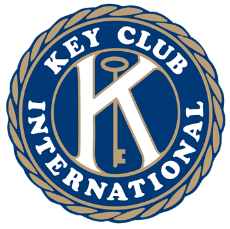 KEY CLUB
K
INTERNATIONAL